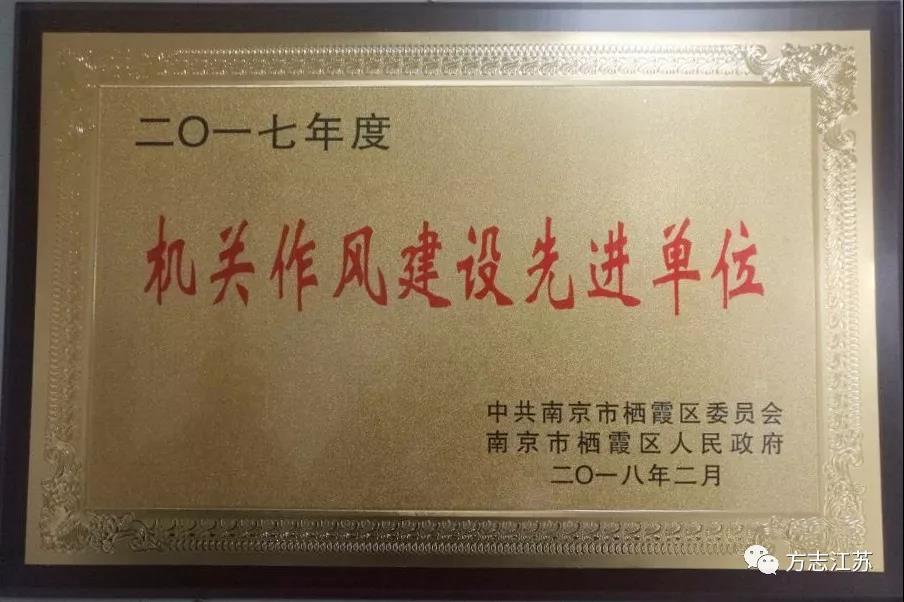 二〇一七年度
机关作风建设先进单位
中共南京市栖霞区委员会
南京市栖霞区人民政府
二〇一八年二月
方志江苏